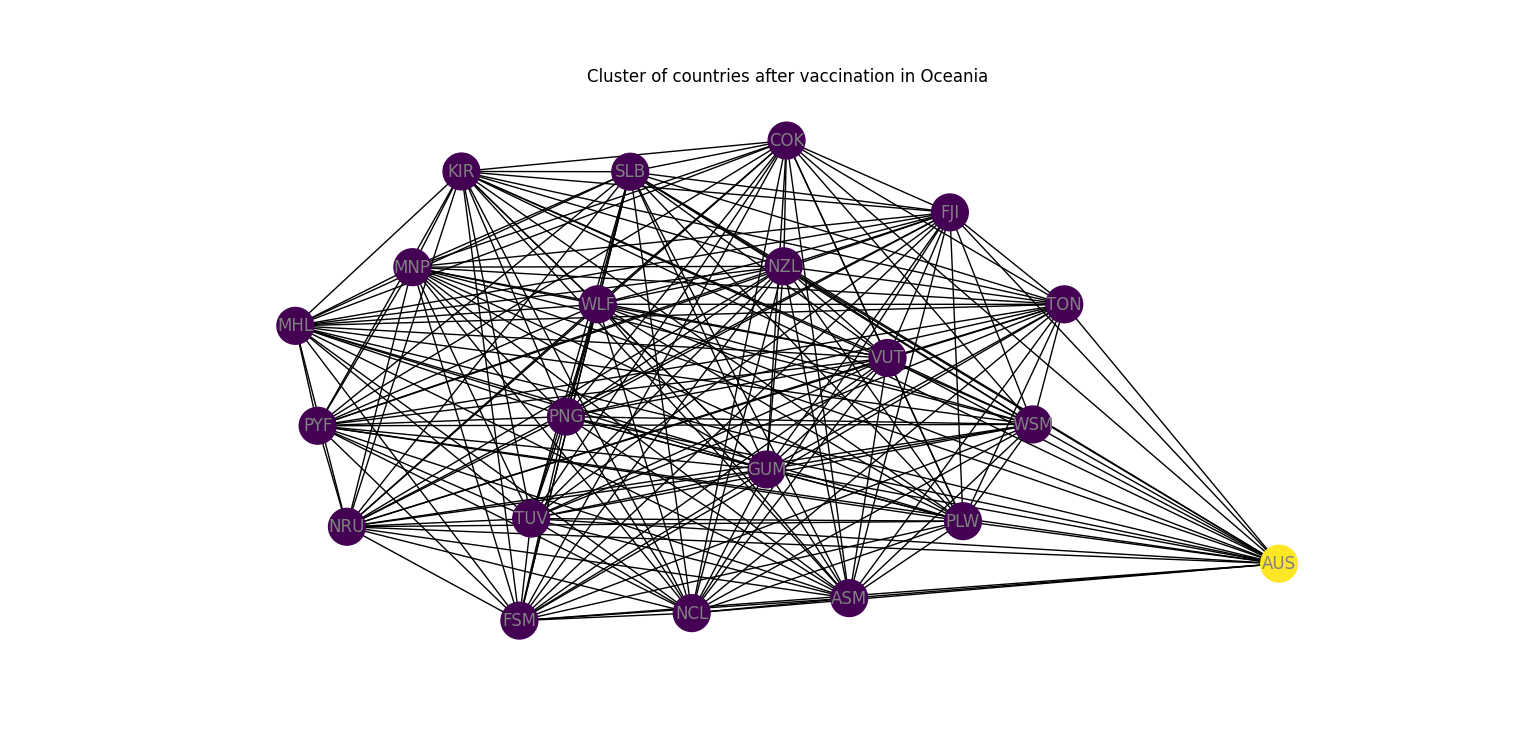 Cluster of countries after vaccination in Oceania
COK
KIR
SLB
FJI
MNP
NZL
WLF
TON
MHL
VUT
PNG
WSM
PYF
GUM
TUV
PLW
NRU
AUS
ASM
NCL
FSM